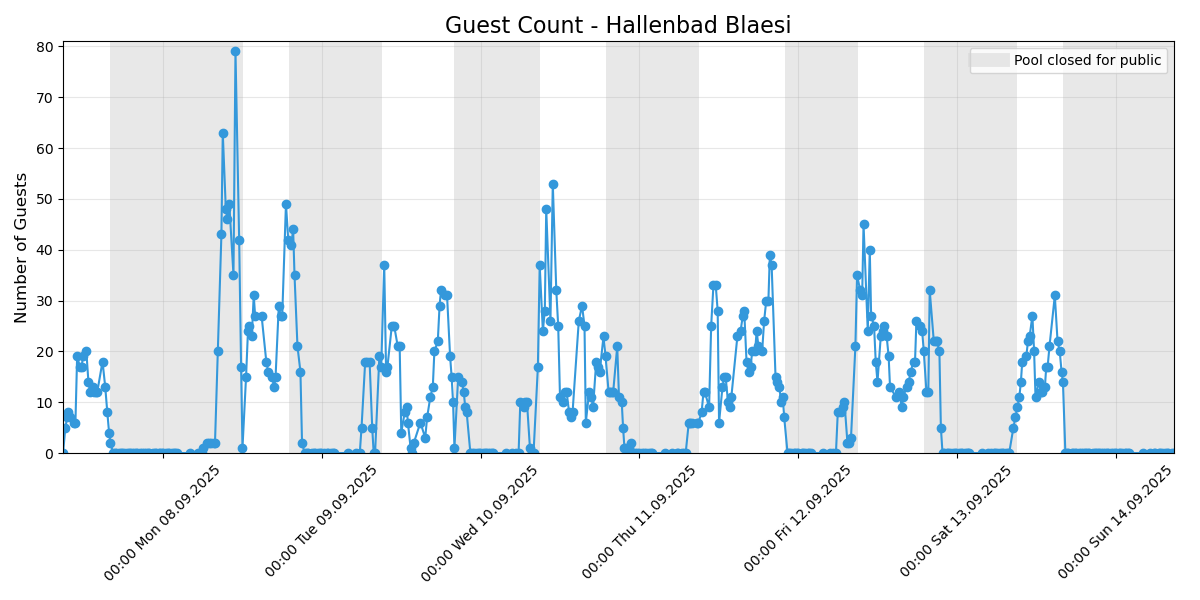 Guest Count - Hallenbad Blaesi
Pool closed for public
Number of Guests
80
70
60
50
40
30
20
10
0
00:00 Mon 08.09.2025
00:00 Tue 09.09.2025
00:00 Wed 10.09.2025
00:00 Thu 11.09.2025
00:00 Fri 12.09.2025
00:00 Sat 13.09.2025
00:00 Sun 14.09.2025